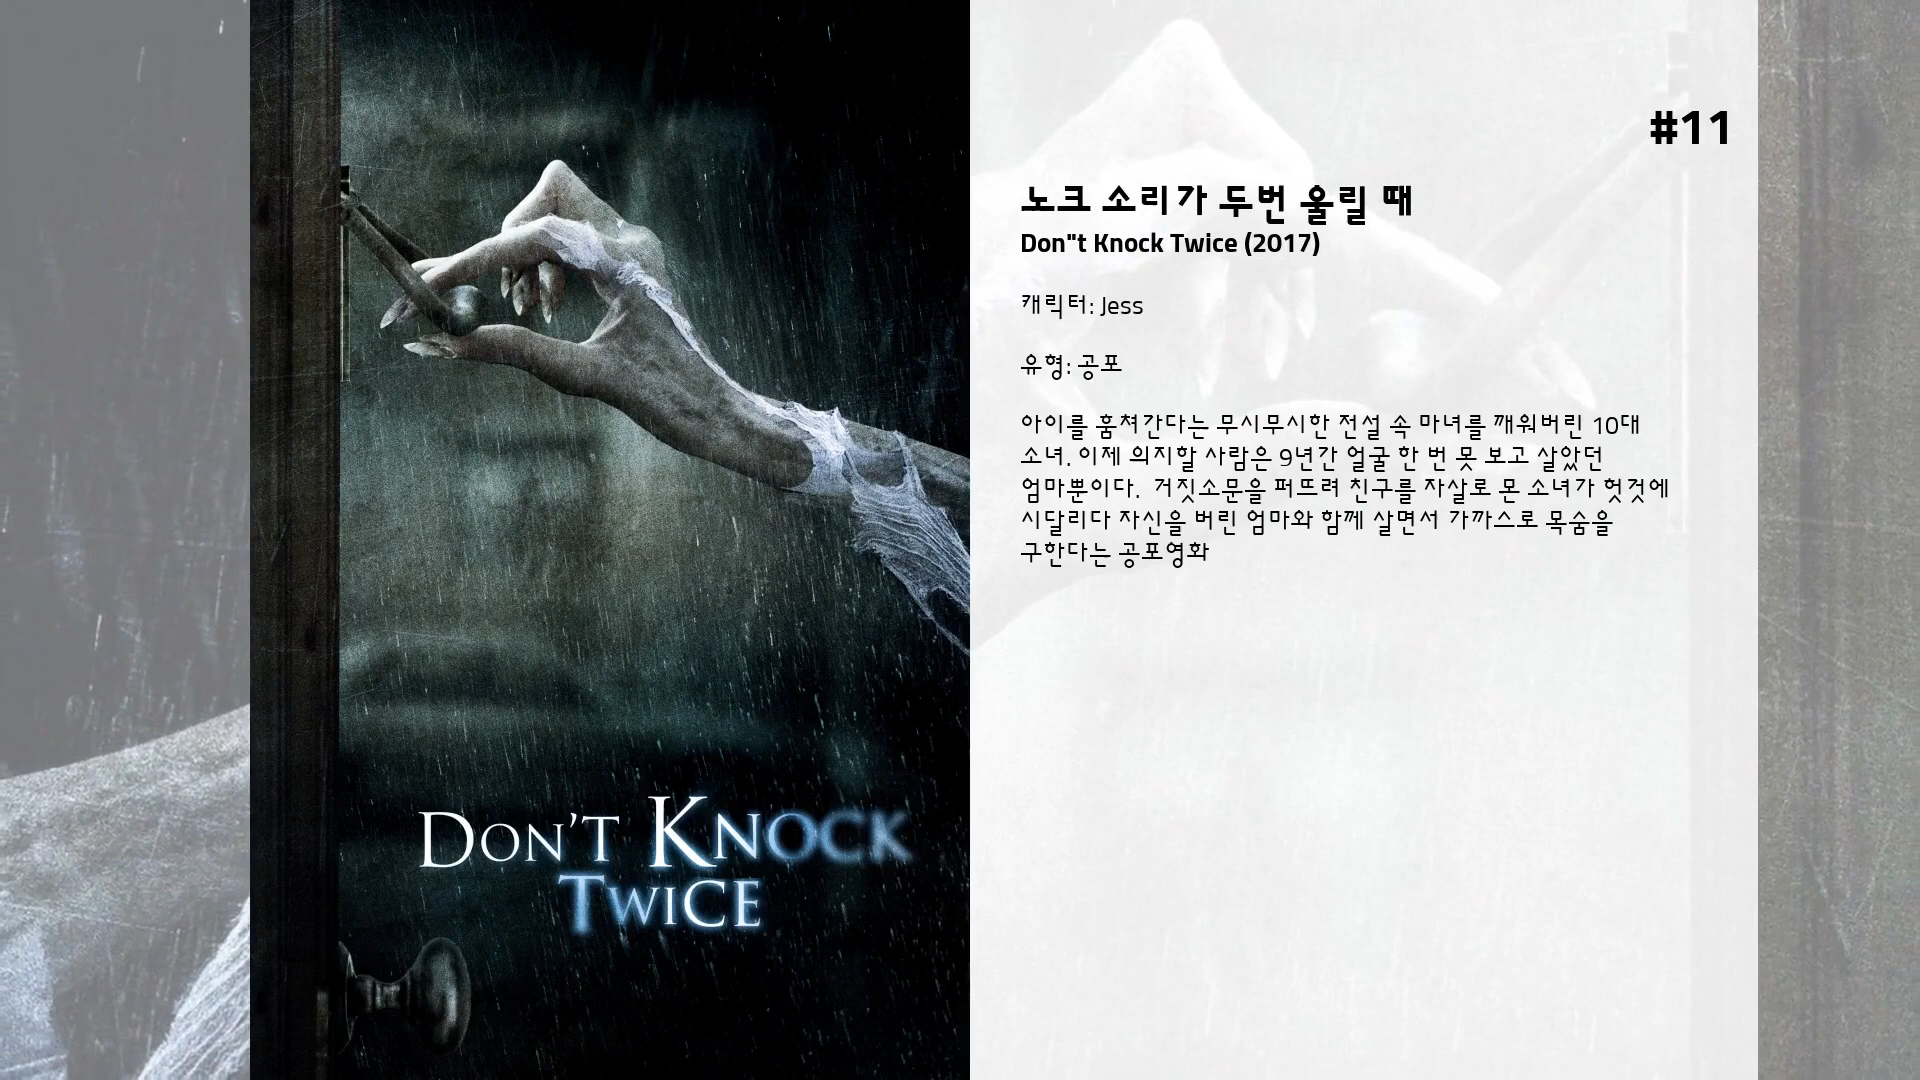 DON'T KNOCK
TWICE
#11
노크 소리가 두번 울릴 때
Don"t Knock Twice (2017)
캐릭터: Jess
유형: 공포
아이를 훔쳐간다는 무시무시한 전설 속 마녀를 깨워버린 10대
소녀. 이제 의지할 사람은 9년간 얼굴 한 번 못 보고 살았던
엄마뿐이다. 거짓소문을 퍼뜨려 친구를 자살로 몬 소녀가 헛것에
시달리다 자신을 버린 엄마와 함께 살면서 가까스로 목숨을
구한다는 공포영화